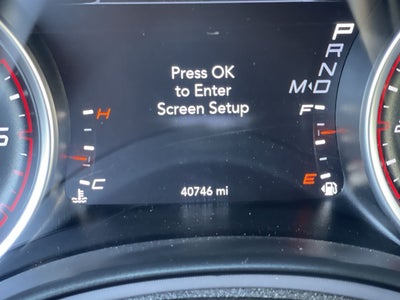 P
R
N
M D
Press OK
to Enter
Screen Setup
H
F
C
E
40746 mi